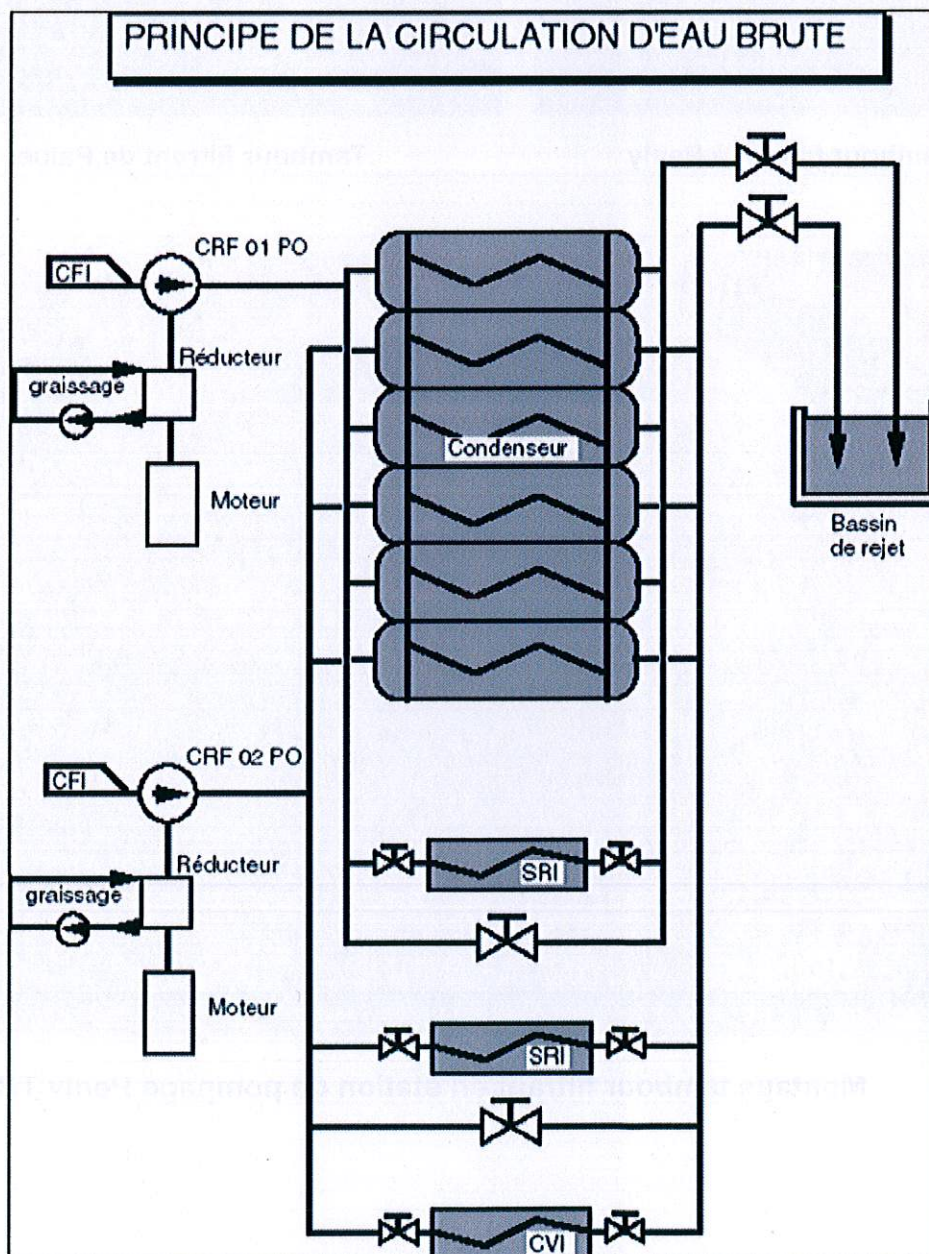 PRINCIPE DE LA CIRCULATION D'EAU BRUTE
CRF 01 PO
CFI
Réducteur
graissage
Moteur
Condenseur
Bassin
de rejet
CRF 02 PO
CFI
Réducteur
graissage
Moteur
SRI
SRI
CVI